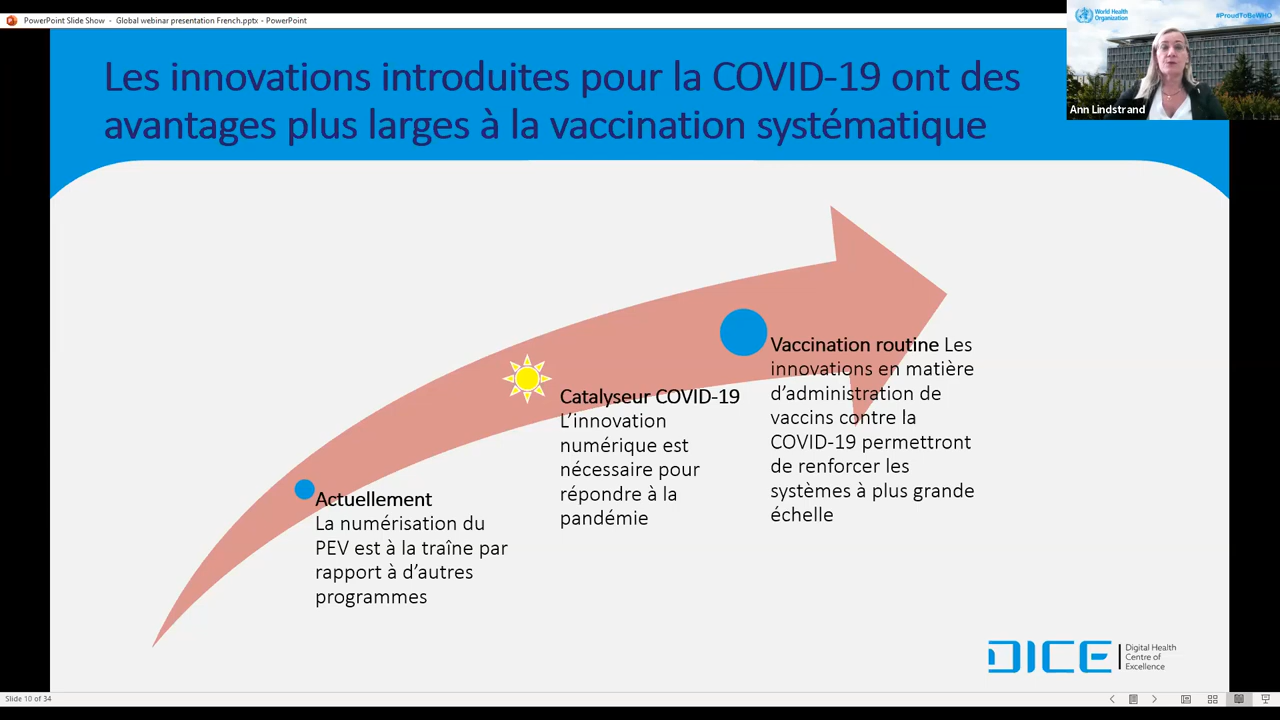 PowerPoint Slide Show - Global webinar presentation French.pptx - PowerPoint
World Health
Organization
#ProudToBeWHO
Ann Lindstrand
Les innovations introduites pour la COVID-19 ont des
avantages plus larges à la vaccination systématique
Vaccination routine Les
innovations en matière
d’administration de
vaccins contre la
COVID-19 permettront
de renforcer les
systèmes à plus grande
échelle
Catalyseur COVID-19
L’innovation
numérique est
nécessaire pour
répondre à la
pandémie
Actuellement
La numérisation du
PEV est à la traîne par
rapport à d’autres
programmes
DICE
Digital Health
Centre of
Excellence
Slide 10 of 34